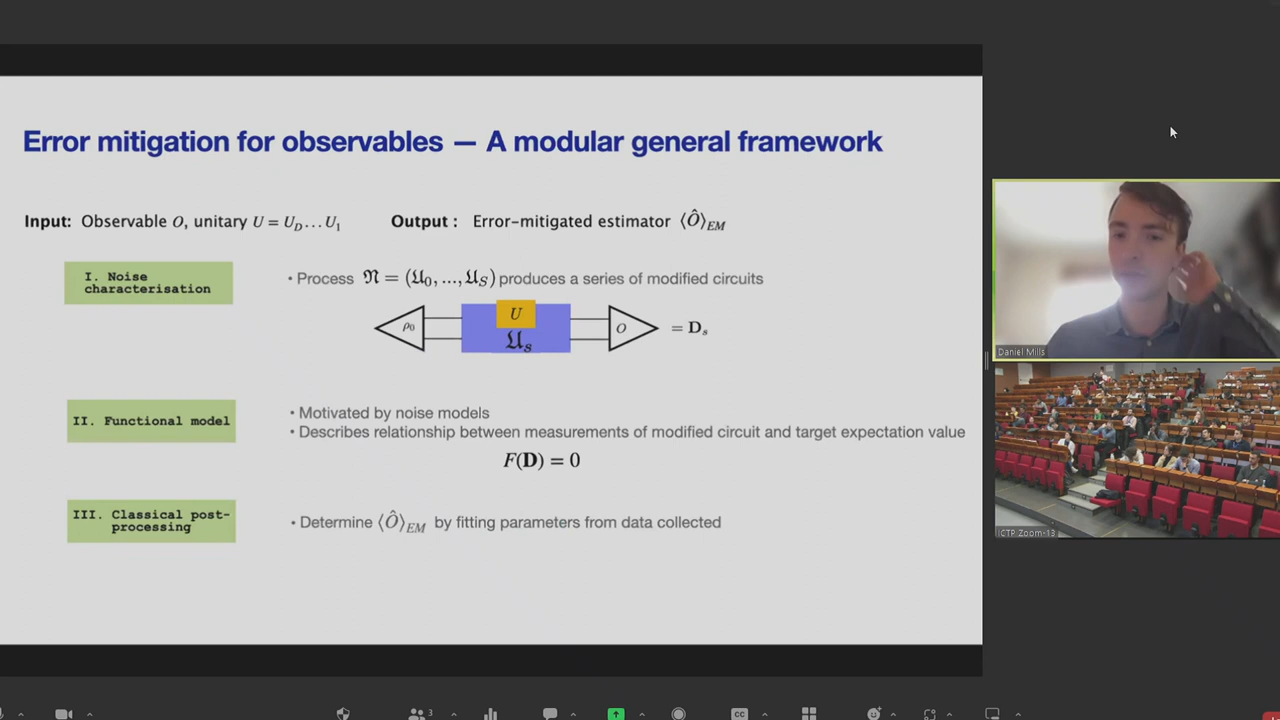 Error mitigation for observables — A modular general framework
Input: Observable O, unitary U = U_D…U_1
Output : Error-mitigated estimator ⟨Ô⟩_EM
I. Noise
characterisation
• Process 𝔑 = (𝔘_0, …, 𝔘_S) produces a series of modified circuits
ρ_0
U
𝔘_s
O
= D_s
II. Functional model
• Motivated by noise models
• Describes relationship between measurements of modified circuit and target expectation value
F(D) = 0
III. Classical post-
processing
• Determine ⟨Ô⟩_EM by fitting parameters from data collected
Daniel Mills
ICTP Zoom-13
3
CC